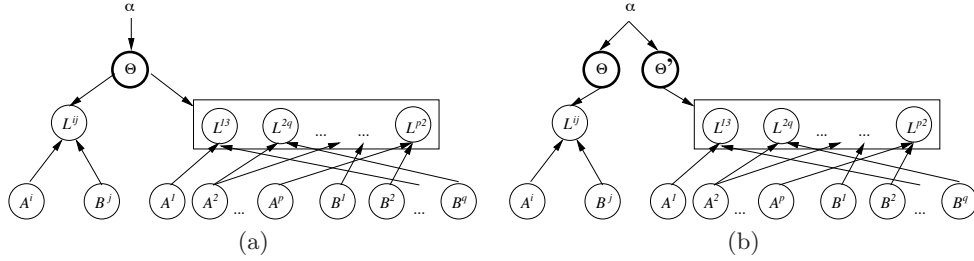 α α
Θ Θ Θ’
L^{ij} L^{13} L^{2q} ... ... L^{p2} L^{ij} L^{13} L^{2q} ... ... L^{p2}
A^i B^j A^1 A^2 ... A^p B^1 B^2 ... B^q A^i B^j A^1 A^2 ... A^p B^1 B^2 ... B^q
(a) (b)